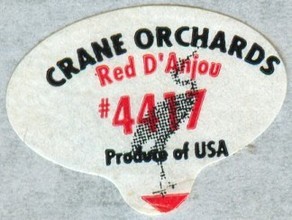 CRANE ORCHARDS
Red D'Anjou
#4417
Produce of USA